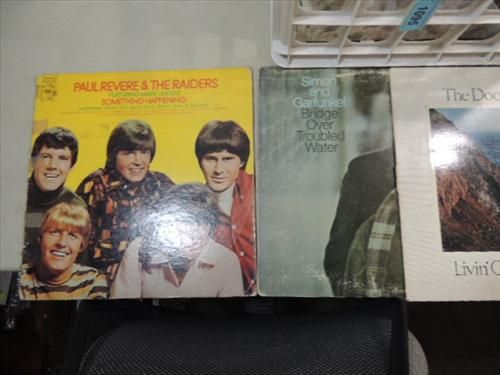 PAUL REVERE & THE RAIDERS
FEATURING MARK LINDSAY
SOMETHING HAPPENING
Simon
and
Garfunkel
Bridge
Over
Troubled
Water
The Doo
Livin' O
1095